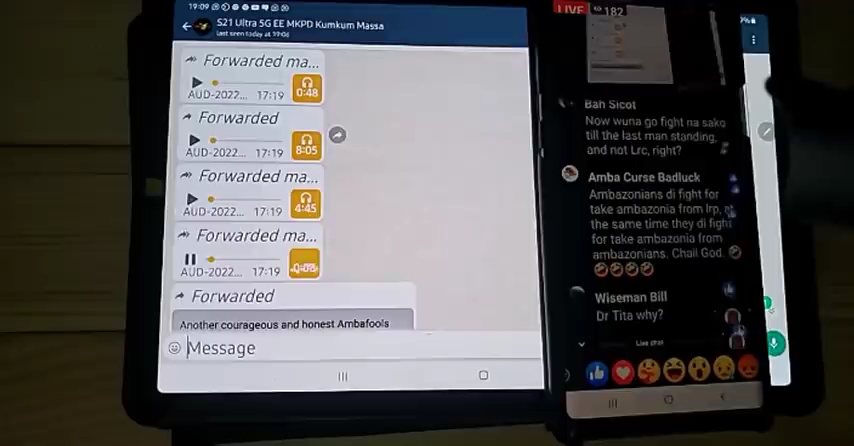 19:09
S21 Ultra 5G EE MKPD Kumkum Massa
last seen today at 19:06
Forwarded ma...
0:48
AUD-2022... 17:19
Forwarded
8:05
AUD-2022... 17:19
Forwarded ma...
4:45
AUD-2022... 17:19
Forwarded ma...
AUD-2022... 17:19
Forwarded
Another courageous and honest Ambafools
Message
LIVE 182
Bah Sicot
Now wuna go fight na sako
till the last man standing,
and not Lrc, right?
Amba Curse Badluck
Ambazonians di fight for
take ambazonia from lrp, at
the same time they di fight
for take ambazonia from
ambazonians. Chaii God.
Wiseman Bill
Dr Tita why?
Live chat